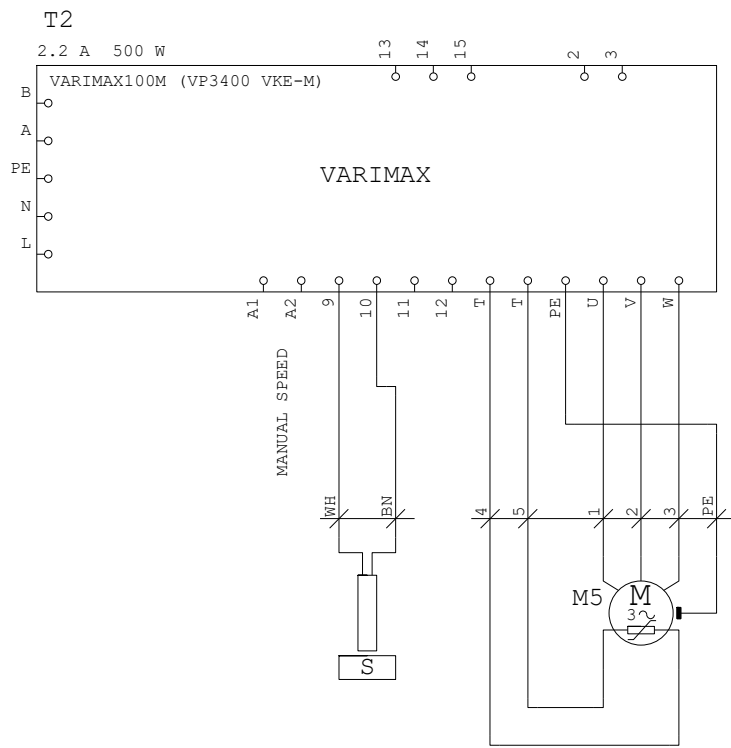 T2
2.2 A 500 W
13
14
15
2
3
VARIMAX100M (VP3400 VKE-M)
B
A
PE
N
L
VARIMAX
A1
A2
9
10
11
12
T
T
PE
U
V
W
MANUAL SPEED
WH
BN
4
5
1
2
3
PE
M5
M
3~
S